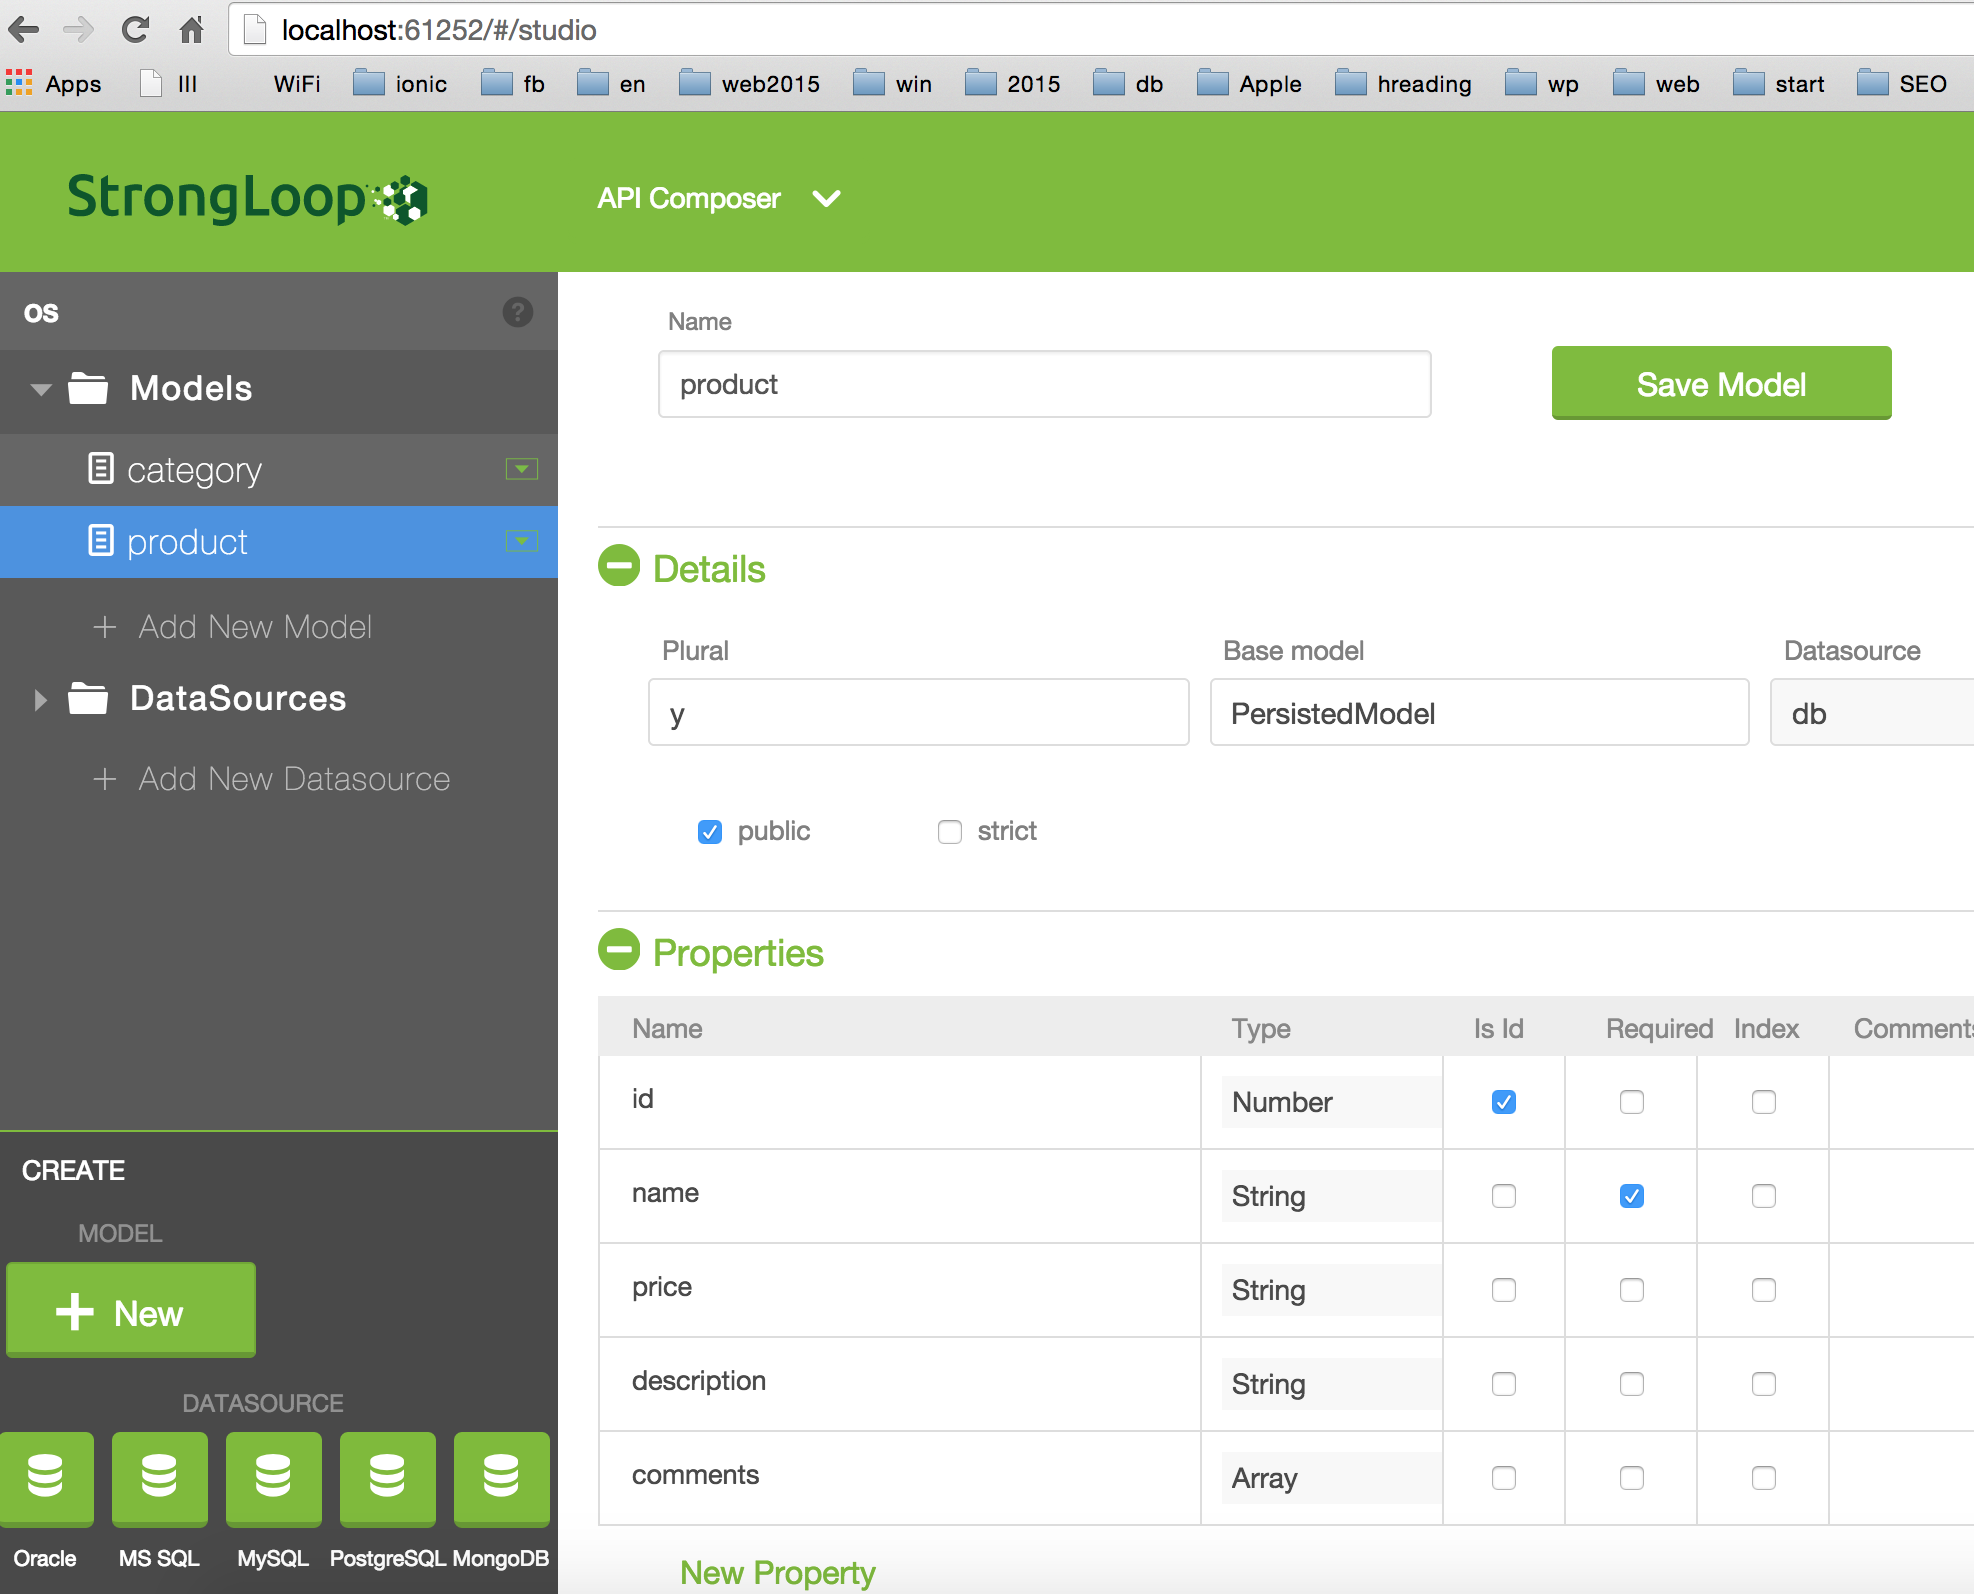 localhost:61252/#/studio
Apps III WiFi ionic fb en web2015 win 2015 db Apple hreading wp web start SEO
StrongLoop API Composer
os ?
Models
category
product
+ Add New Model
DataSources
+ Add New Datasource
CREATE
MODEL
+ New
DATASOURCE
Oracle MS SQL MySQL PostgreSQL MongoDB
Name
product Save Model
Details
Plural Base model Datasource
y PersistedModel db
public strict
Properties
Name Type Is Id Required Index Comments
id Number
name String
price String
description String
comments Array
New Property